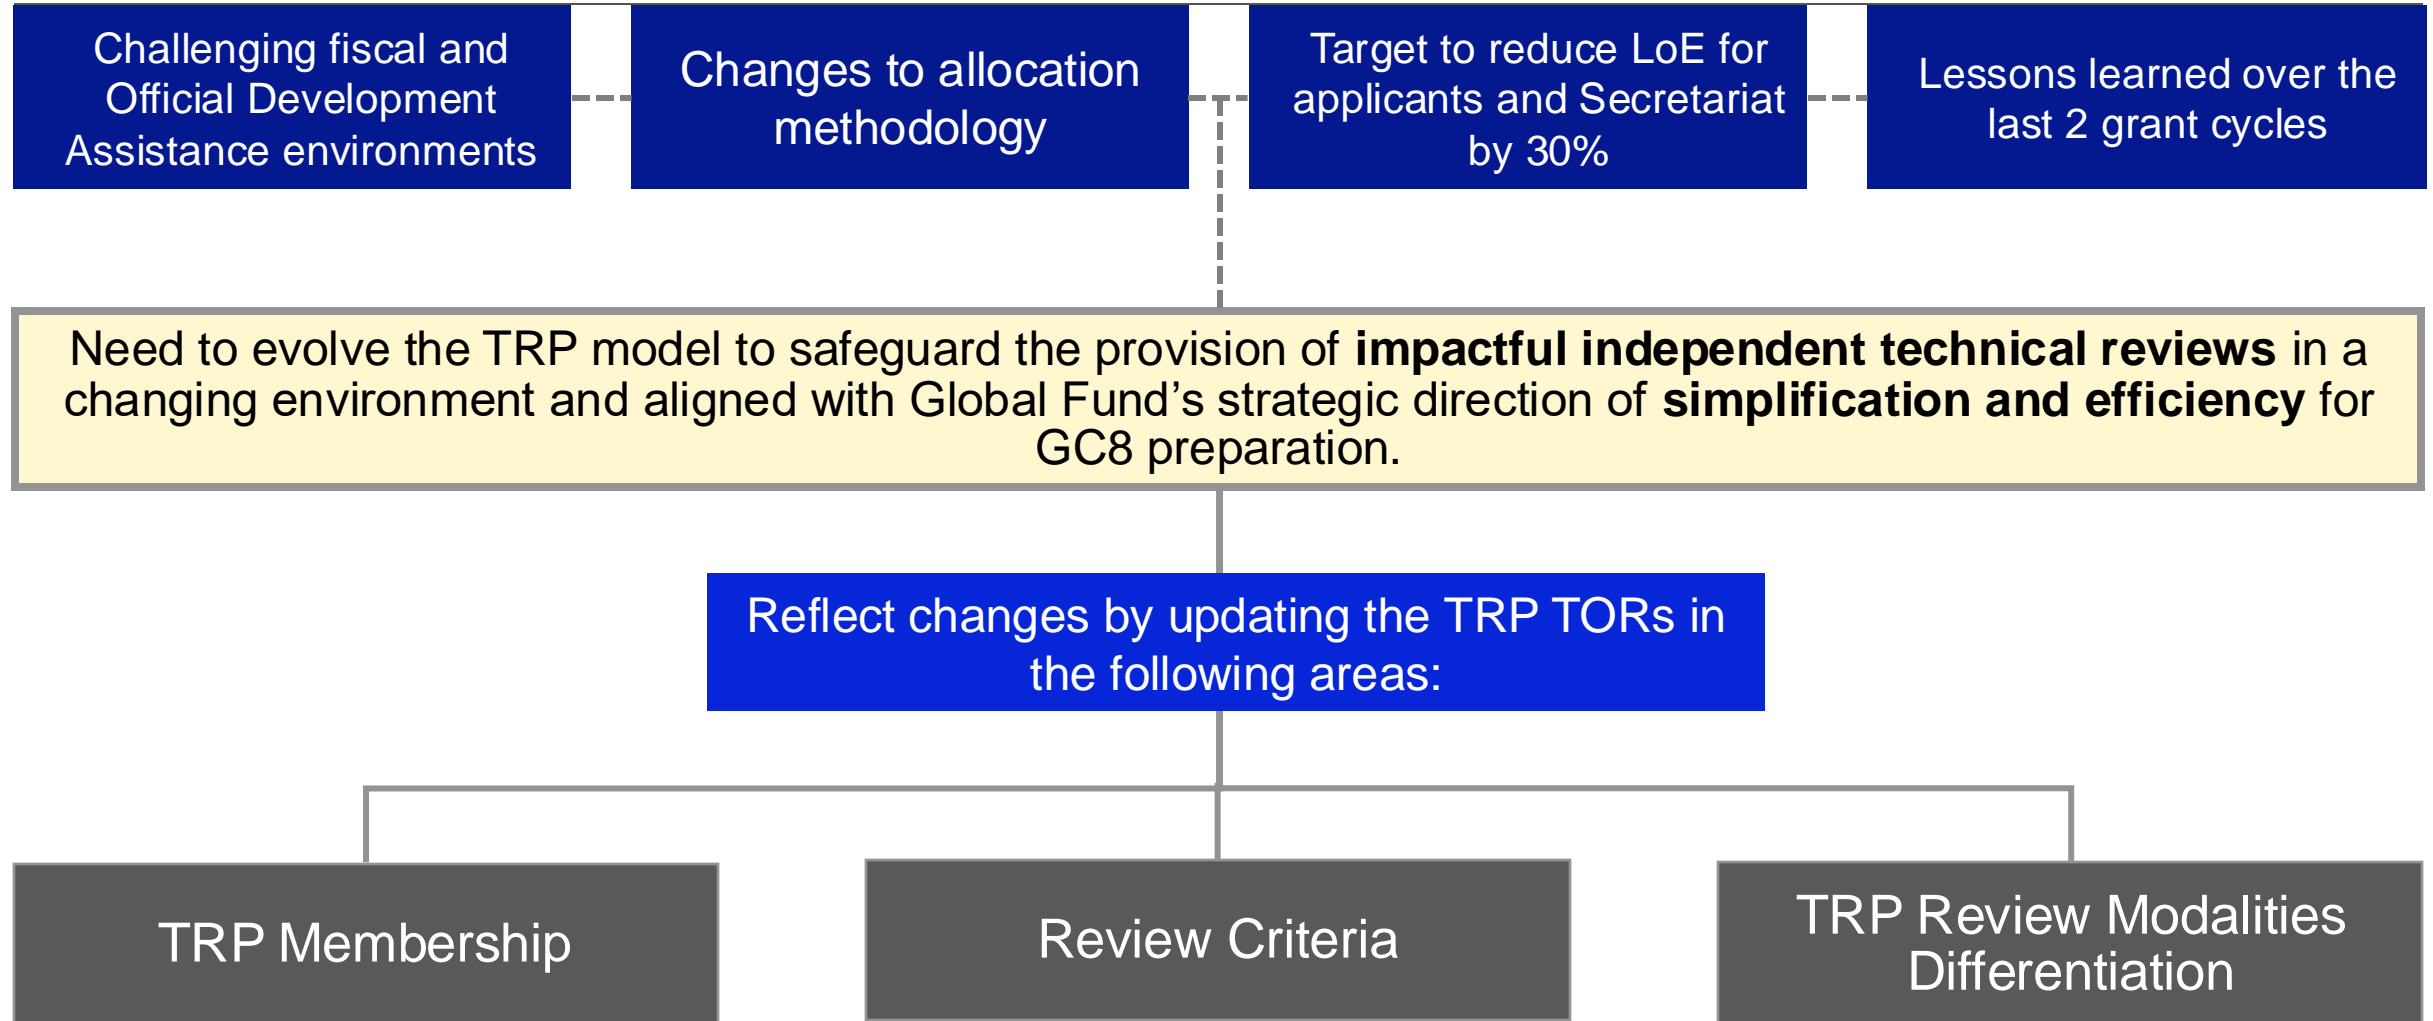 Challenging fiscal and
Official Development
Assistance environments
Changes to allocation
methodology
Target to reduce LoE for
applicants and Secretariat
by 30%
Lessons learned over the
last 2 grant cycles
Need to evolve the TRP model to safeguard the provision of impactful independent technical reviews in a
changing environment and aligned with Global Fund’s strategic direction of simplification and efficiency for
GC8 preparation.
Reflect changes by updating the TRP TORs in
the following areas:
TRP Membership
Review Criteria
TRP Review Modalities
Differentiation